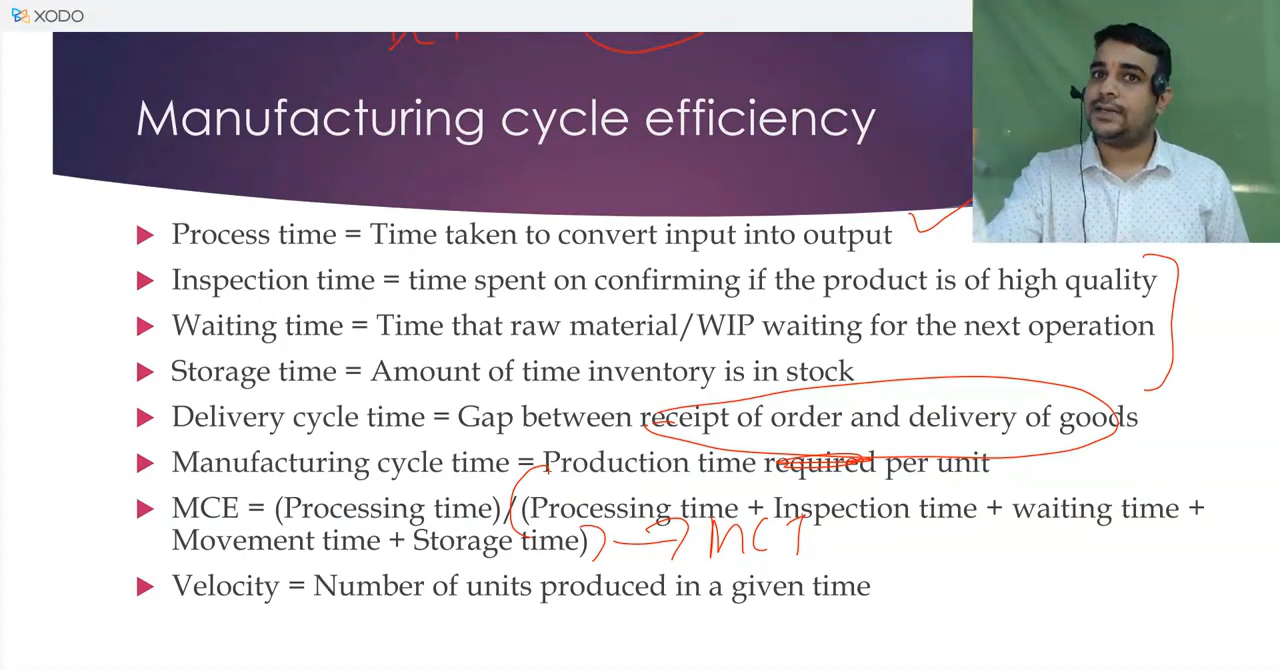 XODO
Manufacturing cycle efficiency
Process time = Time taken to convert input into output
Inspection time = time spent on confirming if the product is of high quality
Waiting time = Time that raw material/WIP waiting for the next operation
Storage time = Amount of time inventory is in stock
Delivery cycle time = Gap between receipt of order and delivery of goods
Manufacturing cycle time = Production time required per unit
MCE = (Processing time)/(Processing time + Inspection time + waiting time +
Movement time + Storage time)
MCT
Velocity = Number of units produced in a given time